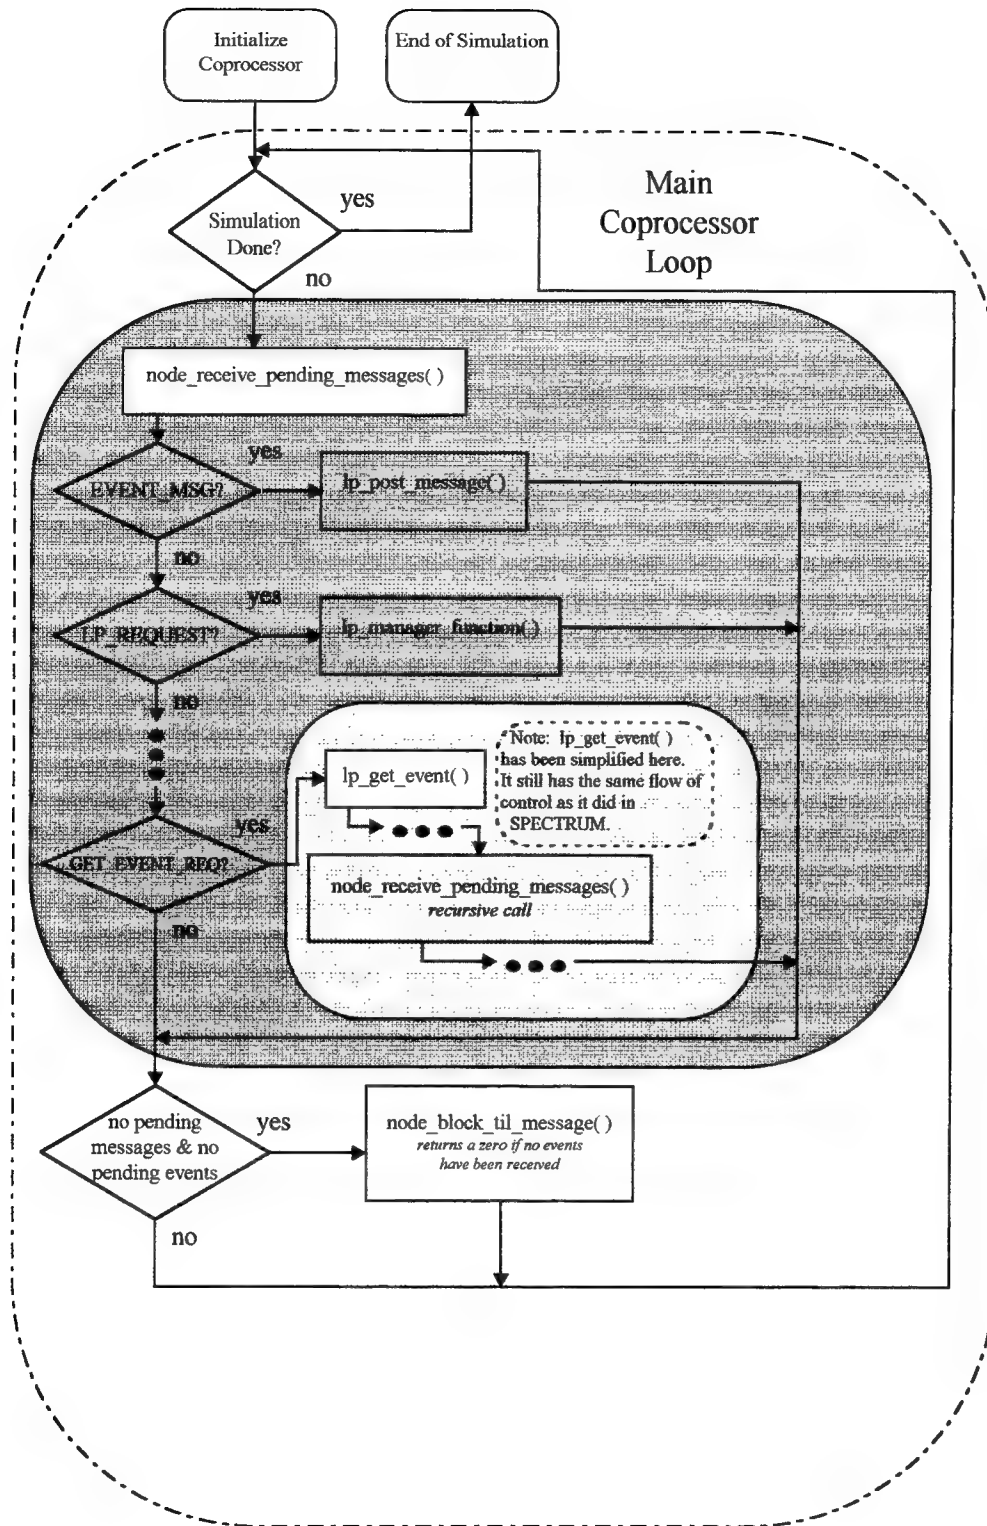 Initialize
Coprocessor
End of Simulation
Main
Coprocessor
Loop
Simulation
Done?
yes
no
node_receive_pending_messages( )
EVENT_MSG?
yes
lp_post_message( )
no
LP_REQUEST?
yes
lp_manager_function( )
no
Note: lp_get_event( )
has been simplified here.
It still has the same flow of
control as it did in
SPECTRUM.
lp_get_event( )
GET_EVENT_REQ?
yes
node_receive_pending_messages( )
recursive call
no
no pending
messages & no
pending events
yes
node_block_til_message( )
returns a zero if no events
have been received
no